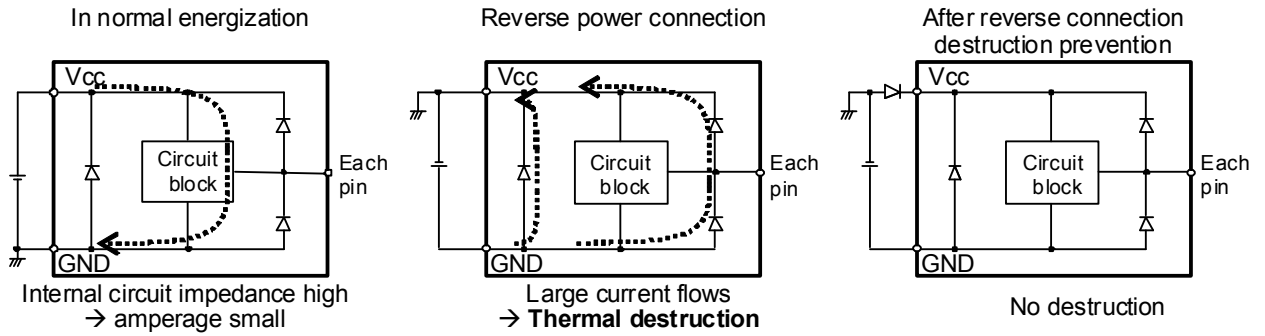 In normal energization
Vcc
Circuit
block
Each
pin
GND
Internal circuit impedance high
→ amperage small
Reverse power connection
Vcc
Circuit
block
Each
pin
GND
Large current flows
→ Thermal destruction
After reverse connection
destruction prevention
Vcc
Circuit
block
Each
pin
GND
No destruction